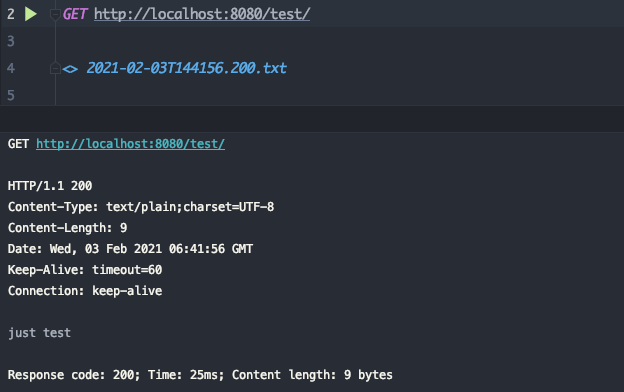 2 GET http://localhost:8080/test/
3
4 <> 2021-02-03T144156.200.txt
5
GET http://localhost:8080/test/
HTTP/1.1 200
Content-Type: text/plain;charset=UTF-8
Content-Length: 9
Date: Wed, 03 Feb 2021 06:41:56 GMT
Keep-Alive: timeout=60
Connection: keep-alive
just test
Response code: 200; Time: 25ms; Content length: 9 bytes